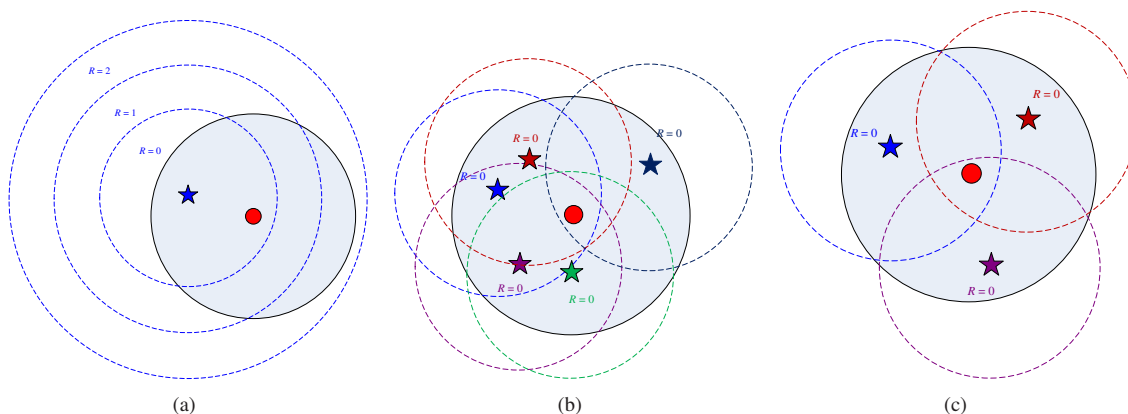 R = 2
R = 1
R = 0
(a)
R = 0
R = 0
R = 0
R = 0
R = 0
(b)
R = 0
R = 0
R = 0
(c)